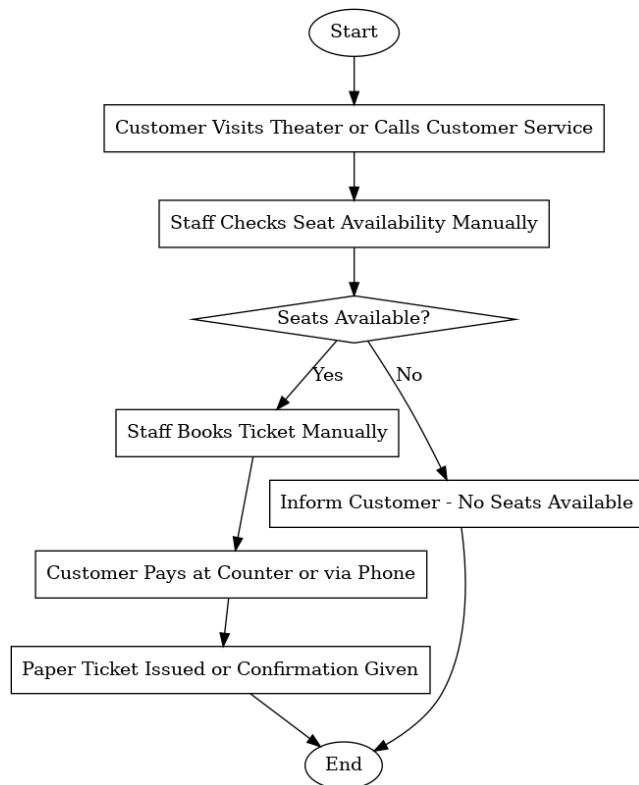 Start
Customer Visits Theater or Calls Customer Service
Staff Checks Seat Availability Manually
Seats Available?
Yes
No
Staff Books Ticket Manually
Inform Customer - No Seats Available
Customer Pays at Counter or via Phone
Paper Ticket Issued or Confirmation Given
End